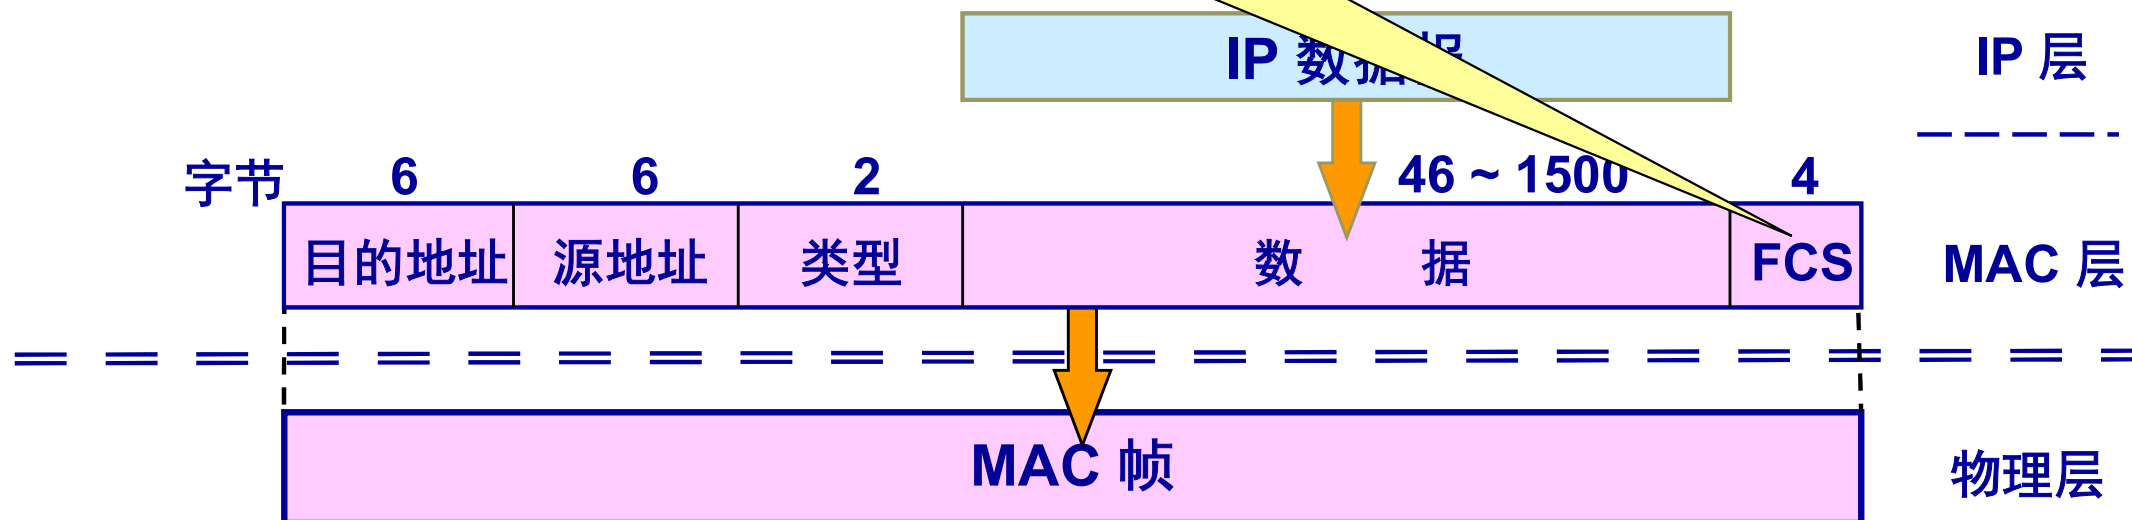 IP 数据报 IP 层
字节 6 6 2 46 ~ 1500 4
目的地址 源地址 类型 数 据 FCS MAC 层
MAC 帧 物理层